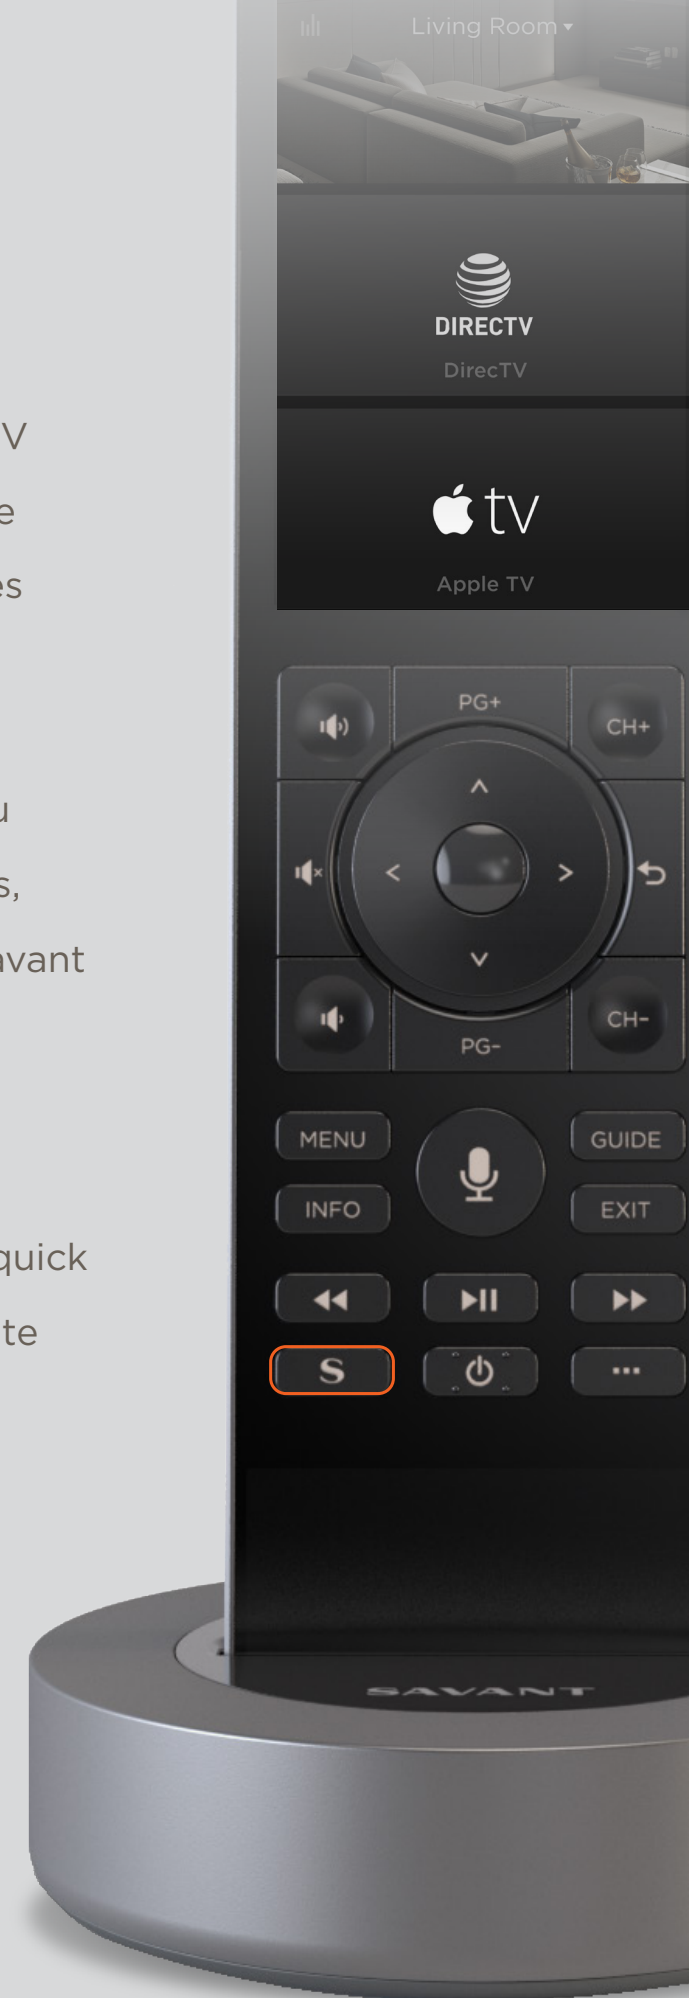 Living Room
DIRECTV
DirecTV
tv
Apple TV
V
e
es
u
s,
avant
quick
te
PG+
CH+
CH-
PG-
MENU
GUIDE
INFO
EXIT
S
...
SAVANT